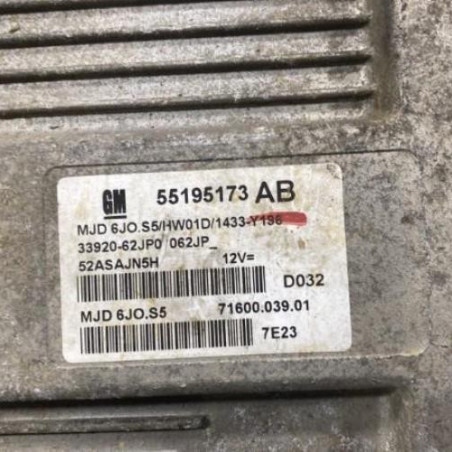 GM 55195173 AB
MJD 6JO.S5/HW01D/1433-Y196
33920-62JP0 062JP_
52ASAJN5H 12V=
D032
MJD 6JO.S5 71600.039.01
7E23